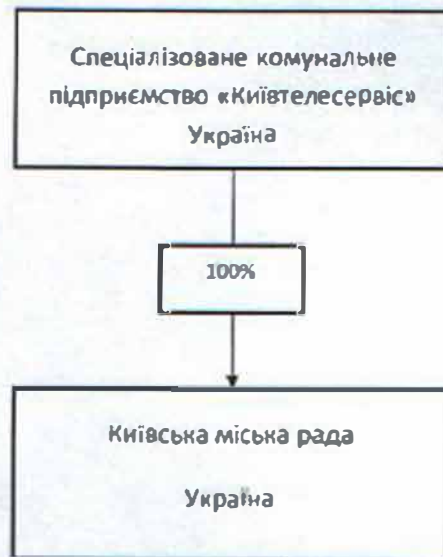 Спеціалізоване комунальне
підприємство «Київтелесервіс»
Україна
100%
Київська міська рада
Україна